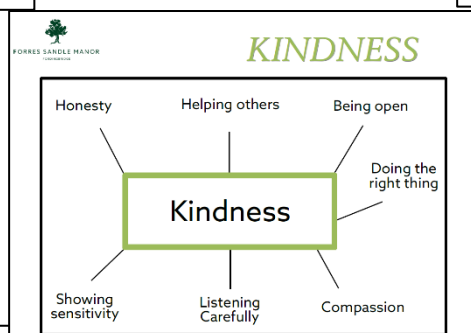 FORRES SANDLE MANOR
KINDNESS
Honesty
Helping others
Being open
Doing the
right thing
Kindness
Showing
sensitivity
Listening
Carefully
Compassion